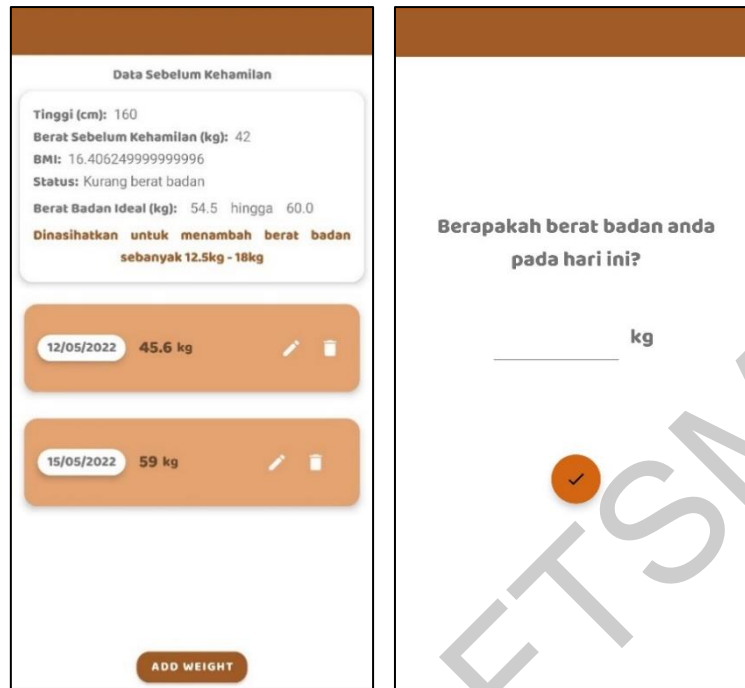 Data Sebelum Kehamilan
Tinggi (cm): 160
Berat Sebelum Kehamilan (kg): 42
BMI: 16.406249999999996
Status: Kurang berat badan
Berat Badan Ideal (kg): 54.5 hingga 60.0
Dinasihatkan untuk menambah berat badan
sebanyak 12.5kg - 18kg
12/05/2022 45.6 kg
15/05/2022 59 kg
ADD WEIGHT
Berapakah berat badan anda
pada hari ini?
kg